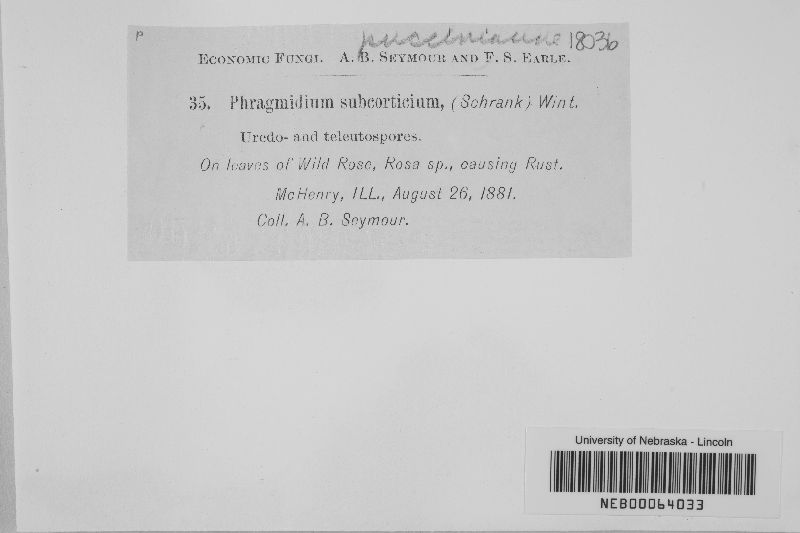 P
pucciniaceae 18036
ECONOMIC FUNGI. A. B. SEYMOUR AND F. S. EARLE.
35. Phragmidium subcorticium, (Schrank) Wint.
Uredo- and teleutospores.
On leaves of Wild Rose, Rosa sp., causing Rust.
McHenry, ILL., August 26, 1881.
Coll. A. B. Seymour.
University of Nebraska - Lincoln
NEB00064033